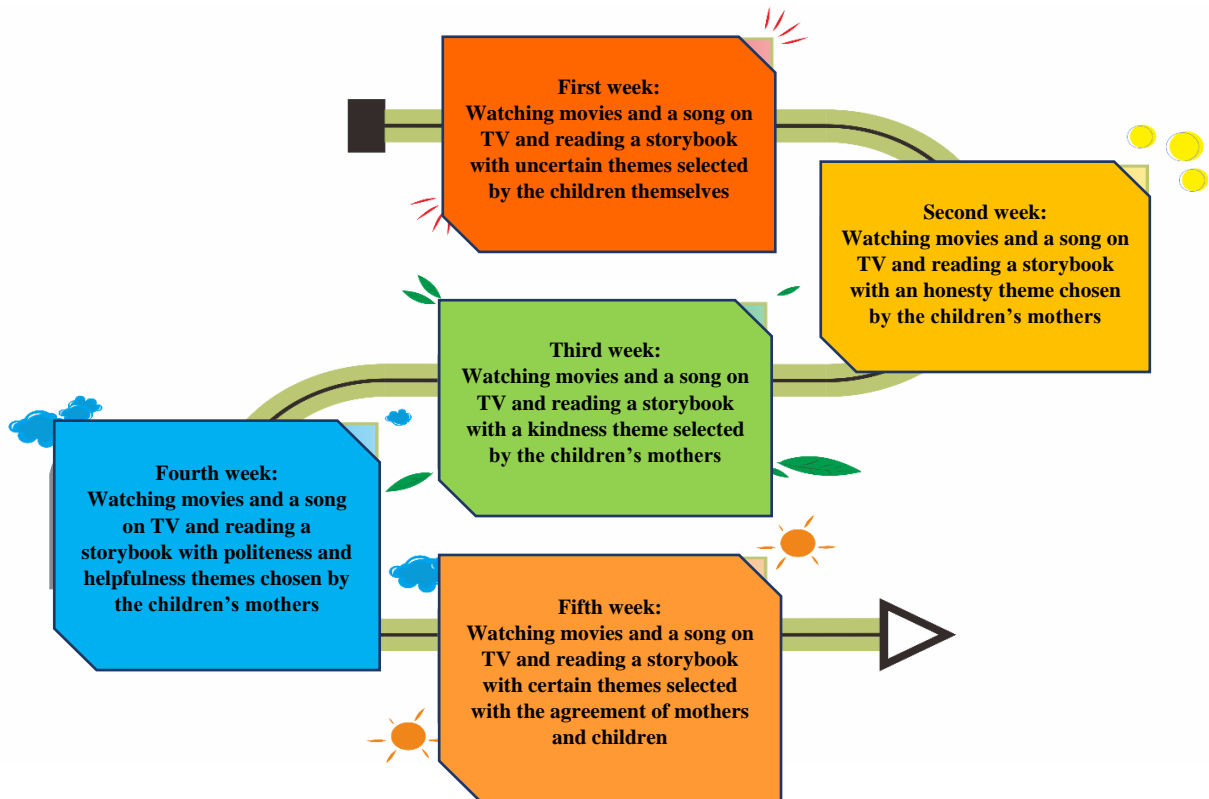 First week:
Watching movies and a song on
TV and reading a storybook
with uncertain themes selected
by the children themselves
Second week:
Watching movies and a song on
TV and reading a storybook
with an honesty theme chosen
by the children's mothers
Third week:
Watching movies and a song on
TV and reading a storybook
with a kindness theme selected
by the children's mothers
Fourth week:
Watching movies and a song
on TV and reading a
storybook with politeness and
helpfulness themes chosen by
the children's mothers
Fifth week:
Watching movies and a song on
TV and reading a storybook
with certain themes selected
with the agreement of mothers
and children